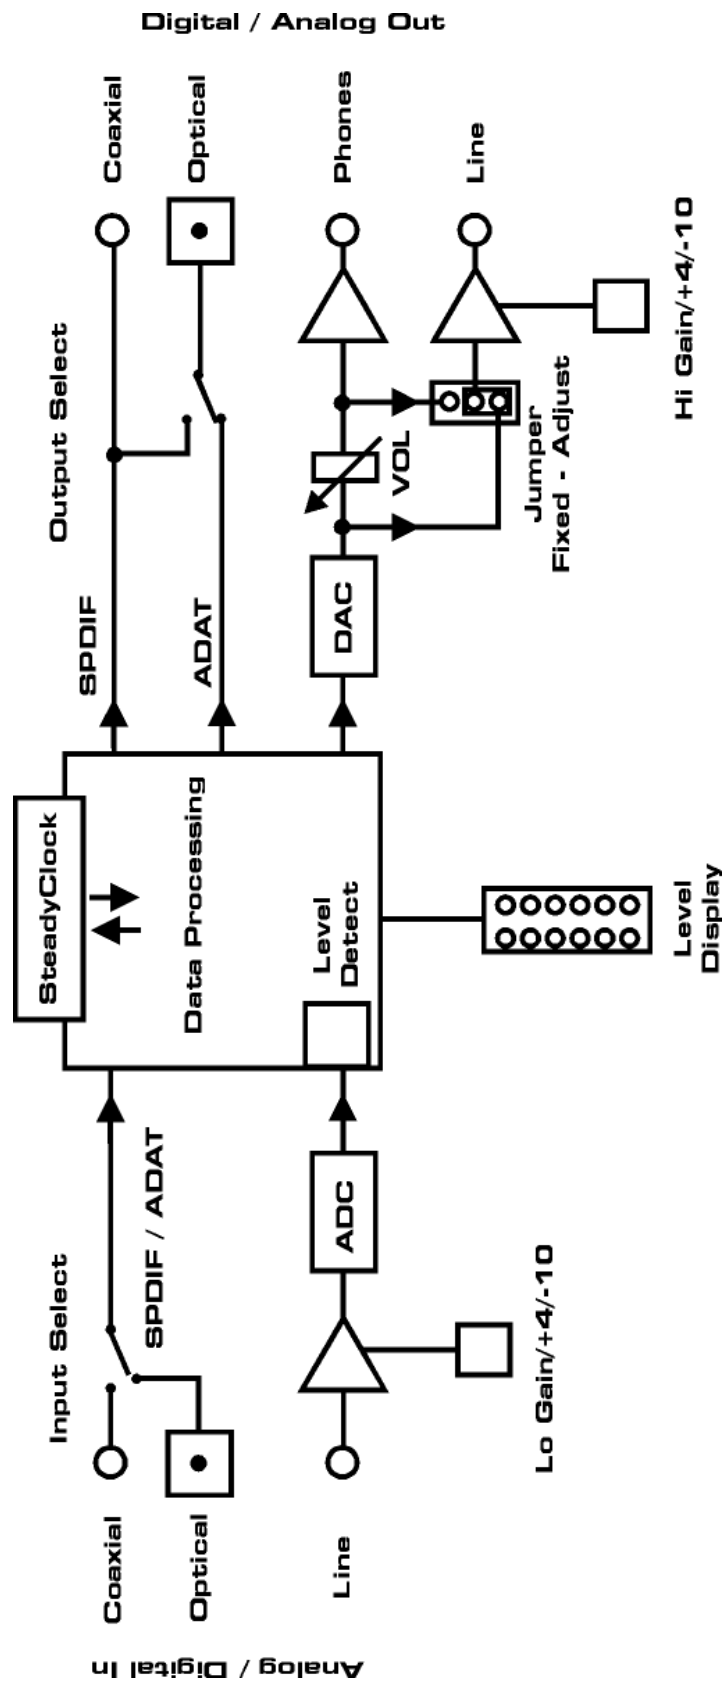 Digital / Analog Out
Coaxial
Optical
Phones
Line
Output Select
Hi Gain/+4/-10
VOL
Jumper
Fixed - Adjust
SPDIF
ADAT
DAC
SteadyClock
Data Processing
Level
Detect
Level
Display
SPDIF / ADAT
Input Select
ADC
Lo Gain/+4/-10
Coaxial
Optical
Line
Analog / Digital In